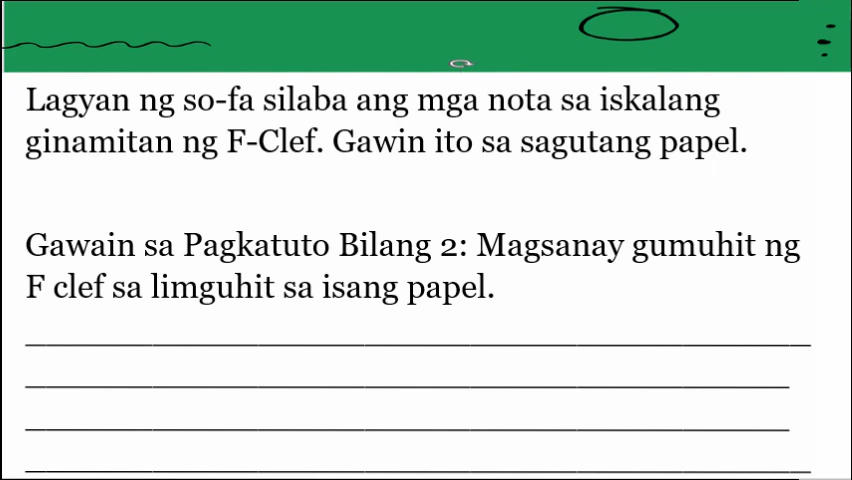 Lagyan ng so-fa silaba ang mga nota sa iskalang
ginamitan ng F-Clef. Gawin ito sa sagutang papel.
Gawain sa Pagkatuto Bilang 2: Magsanay gumuhit ng
F clef sa limguhit sa isang papel.